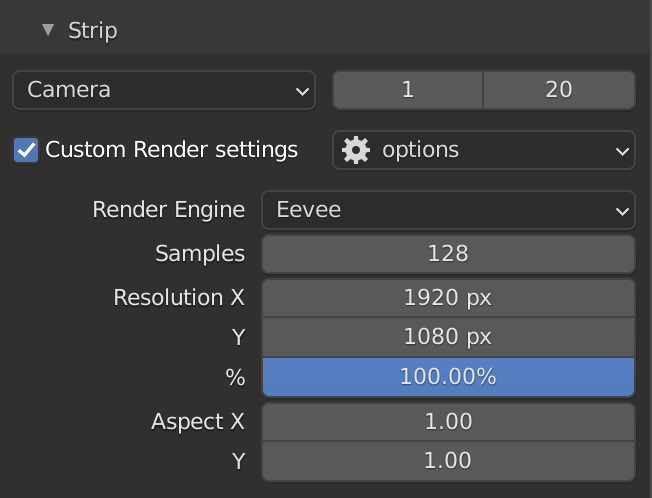 Strip
Camera 1 20
Custom Render settings options
Render Engine Eevee
Samples 128
Resolution X 1920 px
Y 1080 px
% 100.00%
Aspect X 1.00
Y 1.00